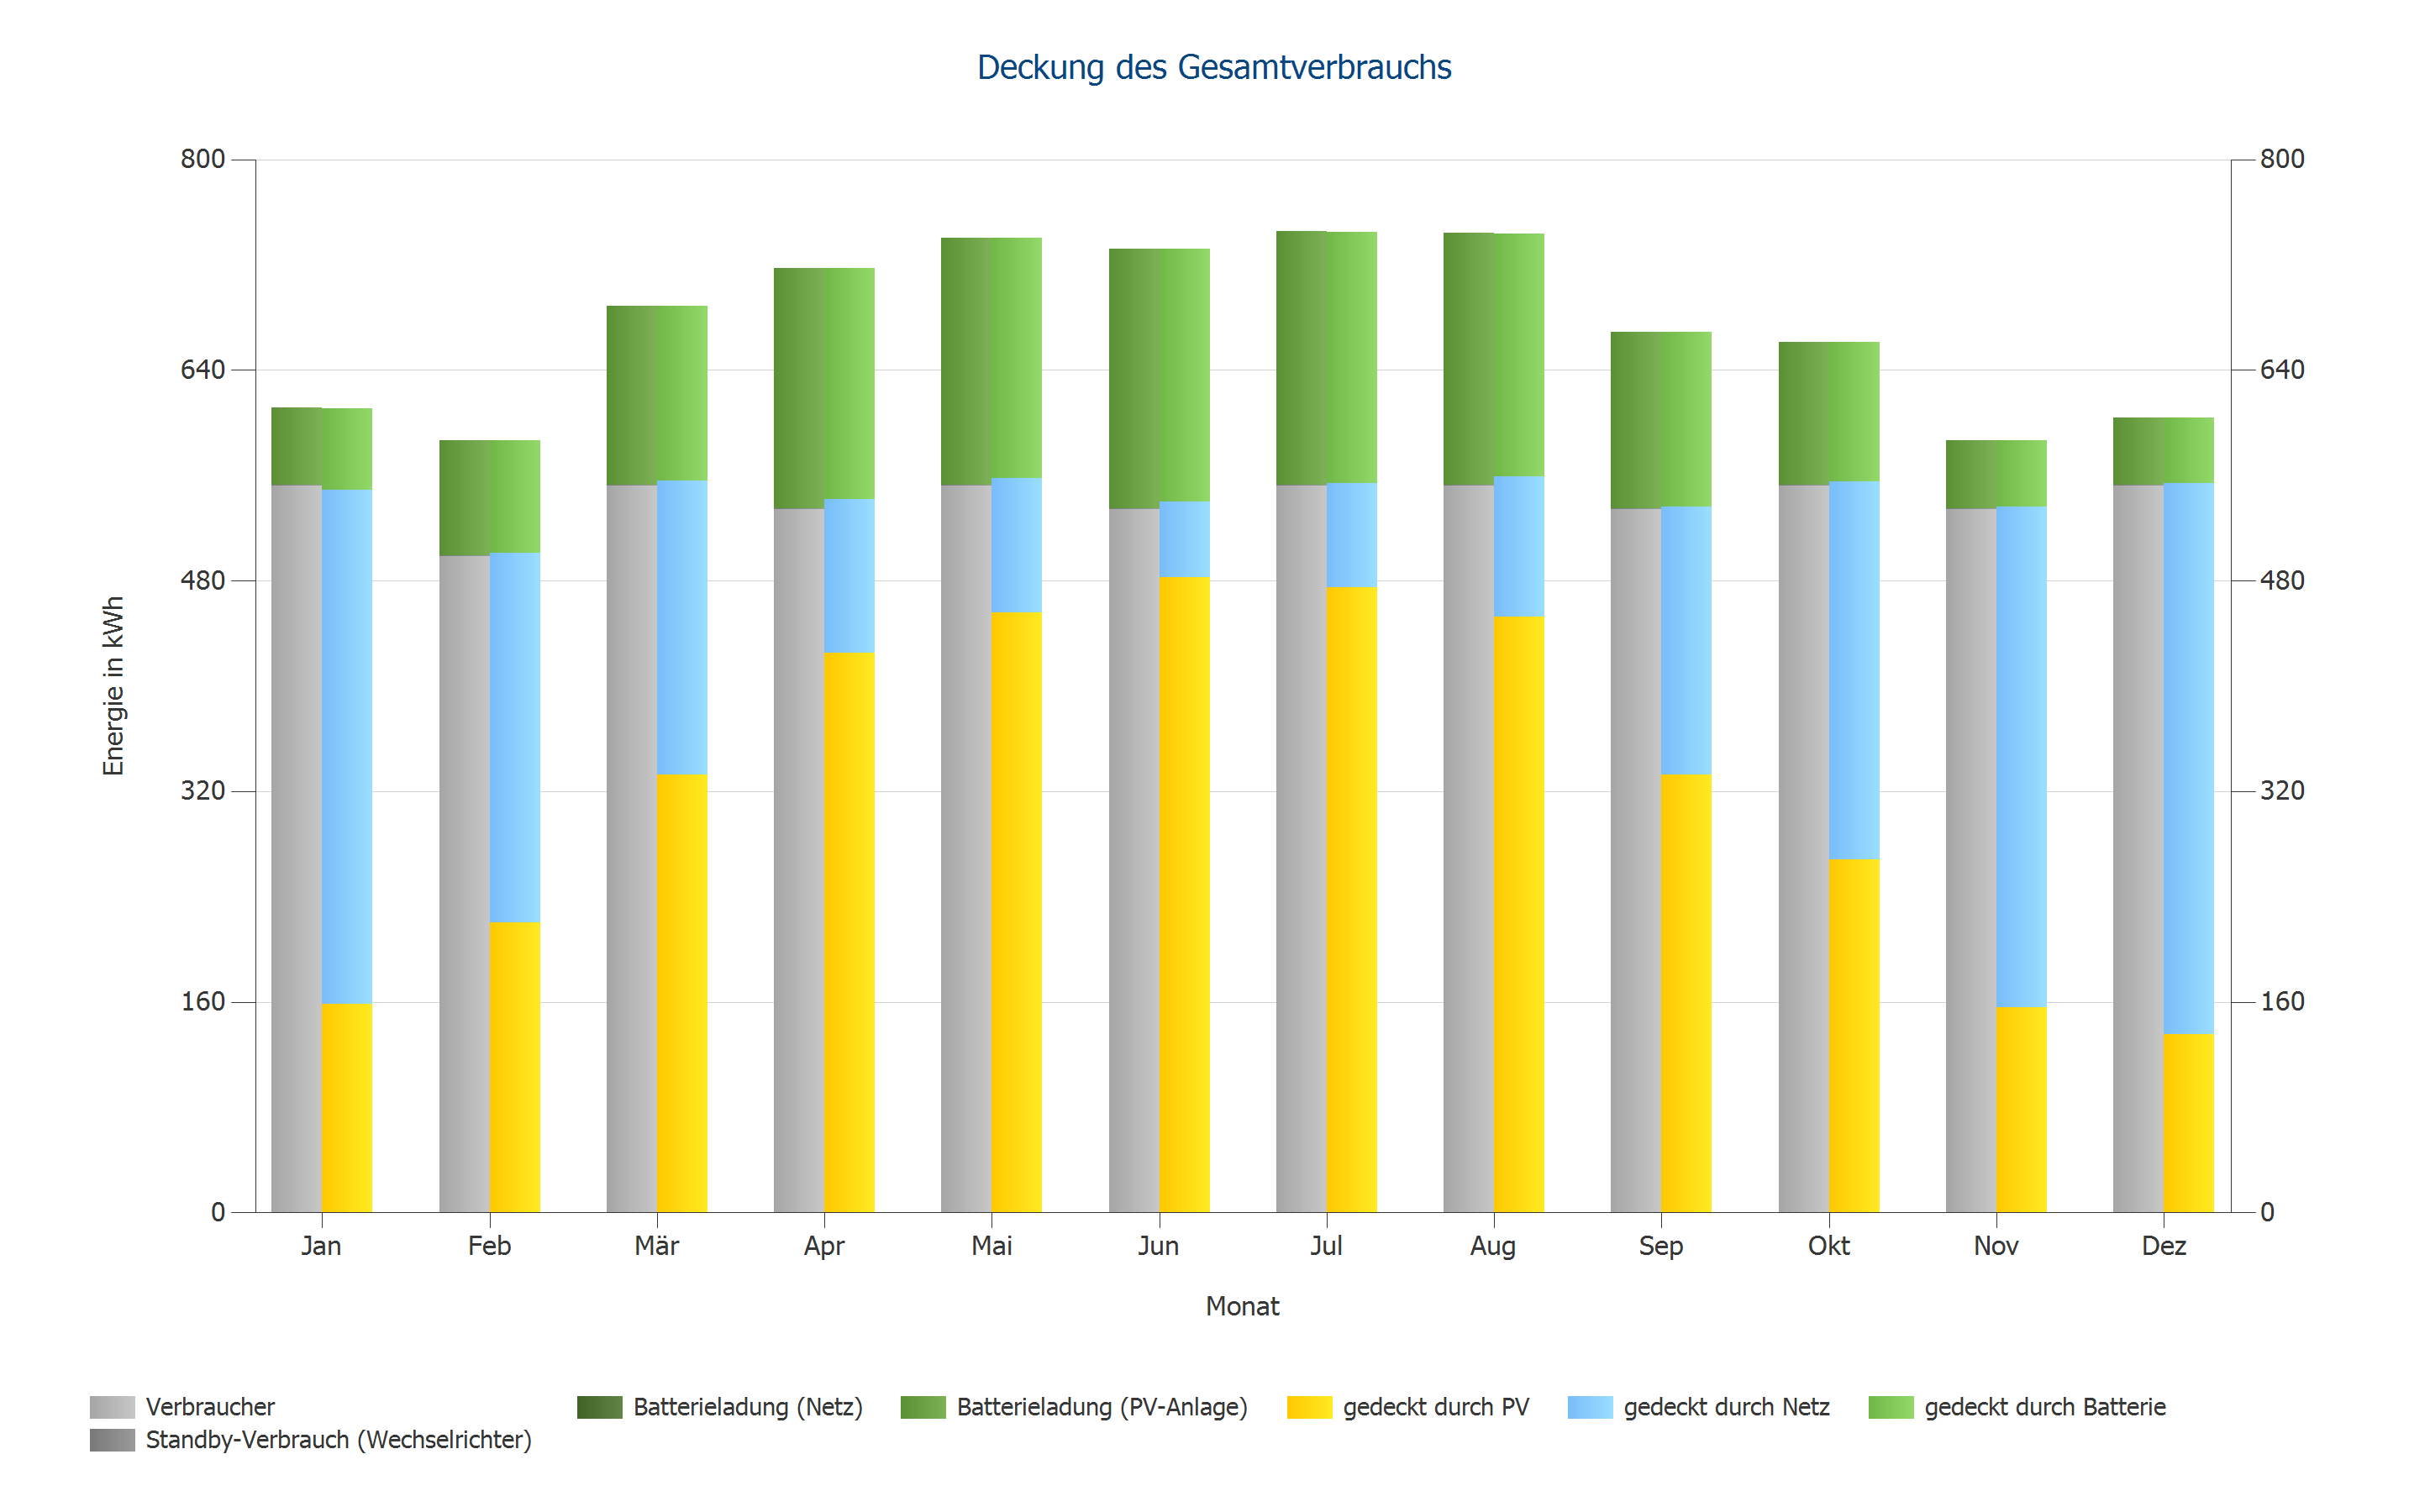 Deckung des Gesamtverbrauchs
800 800
640 640
480 480
320 320
160 160
0 0
Energie in kWh
Jan Feb Mär Apr Mai Jun Jul Aug Sep Okt Nov Dez
Monat
Verbraucher Batterieladung (Netz) Batterieladung (PV-Anlage) gedeckt durch PV gedeckt durch Netz gedeckt durch Batterie
Standby-Verbrauch (Wechselrichter)